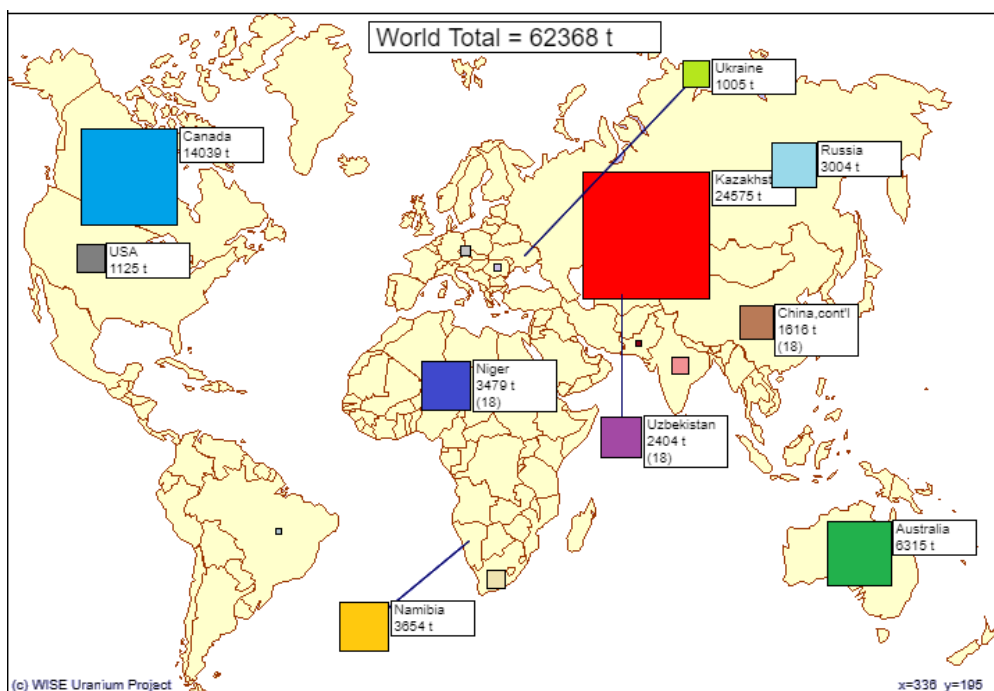 World Total = 62368 t
Ukraine
1005 t
Canada
14039 t
Russia
3004 t
Kazakhst
24575 t
USA
1125 t
China,cont'l
1616 t
(18)
Niger
3479 t
(18)
Uzbekistan
2404 t
(18)
Australia
6315 t
Namibia
3654 t
(c) WISE Uranium Project
x=336 y=195